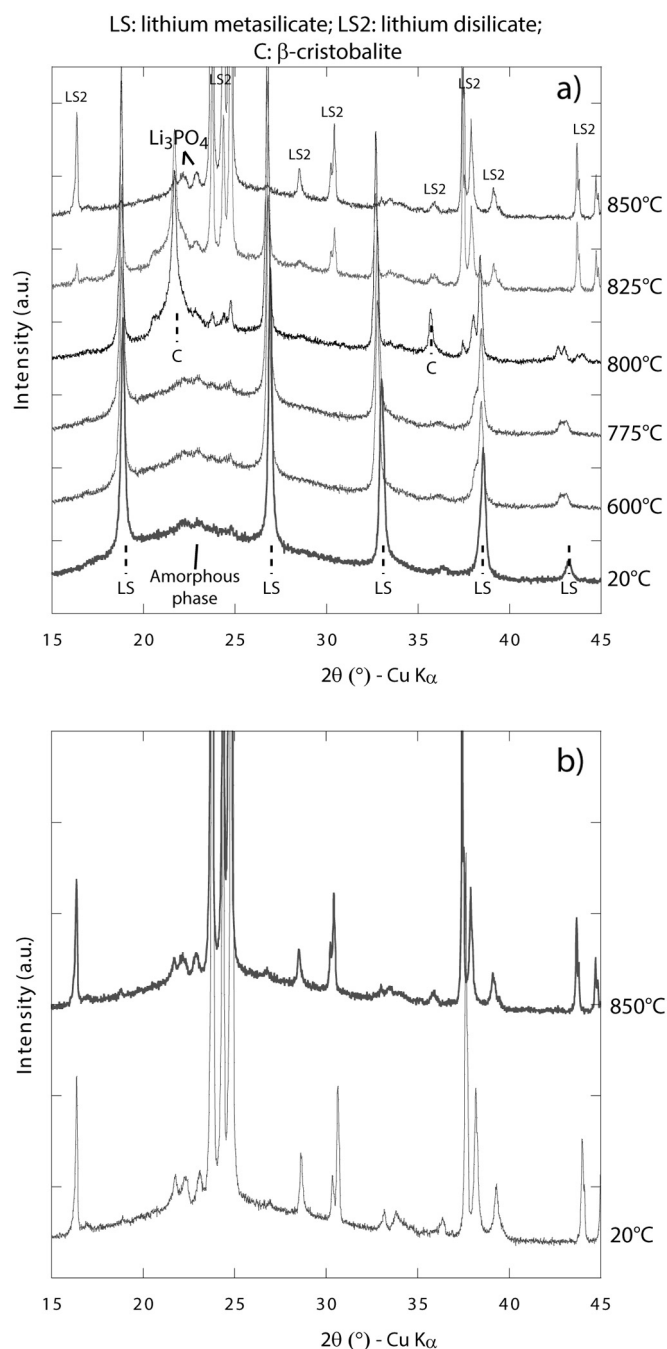 LS: lithium metasilicate; LS2: lithium disilicate;
C: β-cristobalite
a)
LS2
LS2
LS2
LS2
Li₃PO₄
LS2
LS2
LS2
LS2
850°C
825°C
C
C
800°C
775°C
600°C
Amorphous
phase
20°C
LS
LS
LS
LS
LS
Intensity (a.u.)
15 20 25 30 35 40 45
2θ (°) - Cu Kα
b)
850°C
20°C
Intensity (a.u.)
15 20 25 30 35 40 45
2θ (°) - Cu Kα